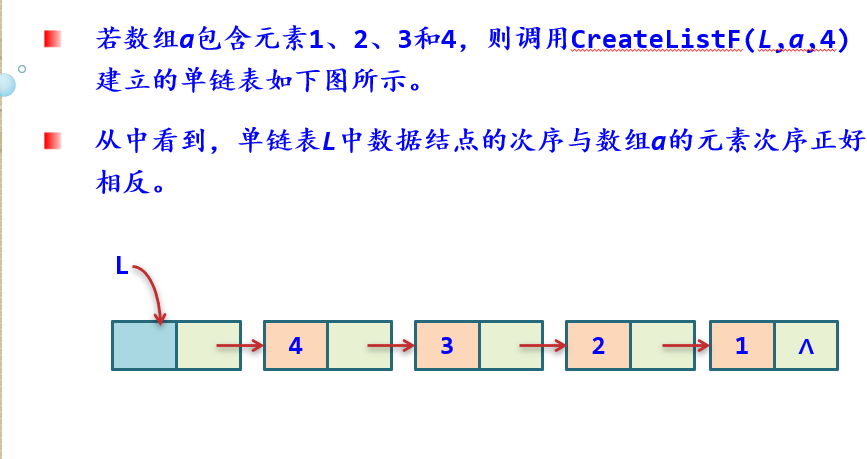 若数组a包含元素1、2、3和4，则调用CreateListF(L,a,4)
建立的单链表如下图所示。
从中看到，单链表L中数据结点的次序与数组a的元素次序正好
相反。
L
4 3 2 1 ∧